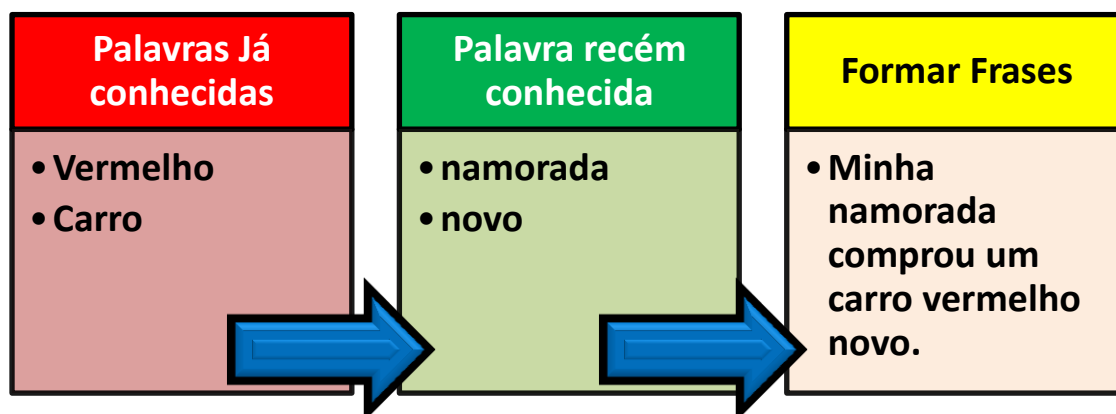 Palavras Já
conhecidas
• Vermelho
• Carro
Palavra recém
conhecida
• namorada
• novo
Formar Frases
• Minha
namorada
comprou um
carro vermelho
novo.